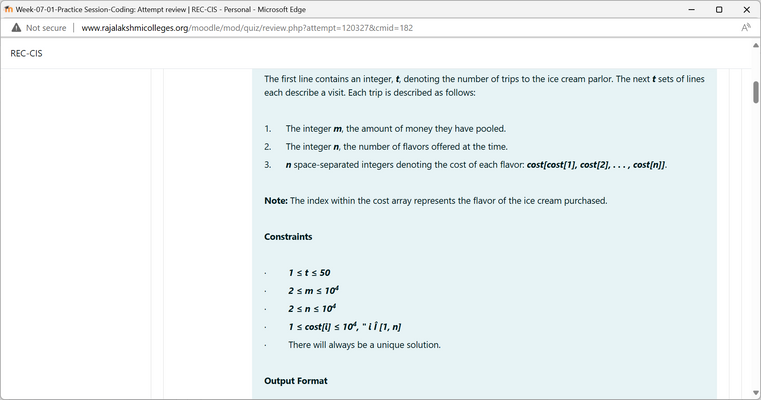 Week-07-01-Practice Session-Coding: Attempt review | REC-CIS - Personal - Microsoft Edge
Not secure | www.rajalakshmicolleges.org/moodle/mod/quiz/review.php?attempt=120327&cmid=182
REC-CIS
The first line contains an integer, t, denoting the number of trips to the ice cream parlor. The next t sets of lines
each describe a visit. Each trip is described as follows:
1. The integer m, the amount of money they have pooled.
2. The integer n, the number of flavors offered at the time.
3. n space-separated integers denoting the cost of each flavor: cost[cost[1], cost[2], . . . , cost[n]].
Note: The index within the cost array represents the flavor of the ice cream purchased.
Constraints
· 1 ≤ t ≤ 50
· 2 ≤ m ≤ 10⁴
· 2 ≤ n ≤ 10⁴
· 1 ≤ cost[i] ≤ 10⁴, " i Î [1, n]
· There will always be a unique solution.
Output Format